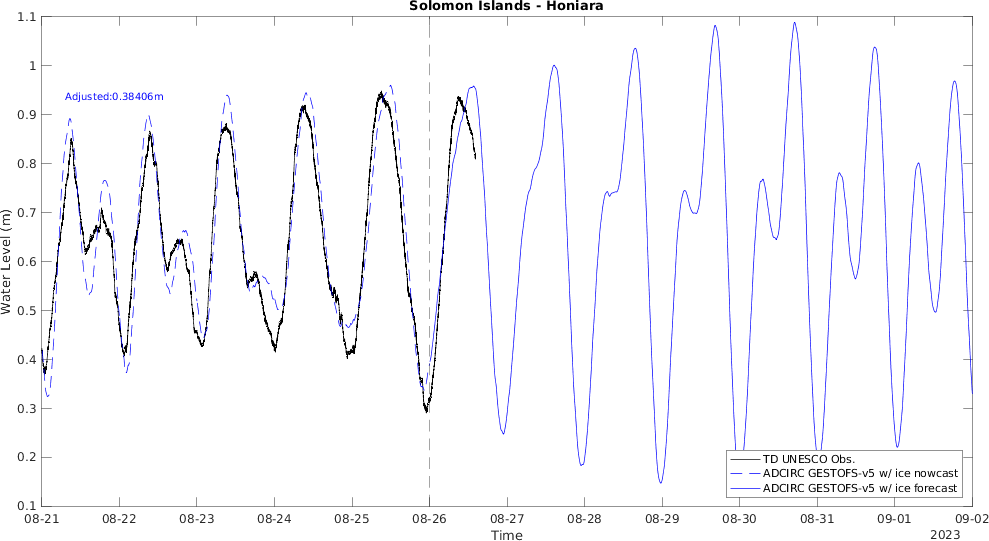 Solomon Islands - Honiara
1.1
1
0.9
0.8
0.7
0.6
0.5
0.4
0.3
0.2
0.1
Water Level (m)
Adjusted:0.38406m
TD UNESCO Obs.
ADCIRC GESTOFS-v5 w/ ice nowcast
ADCIRC GESTOFS-v5 w/ ice forecast
08-21 08-22 08-23 08-24 08-25 08-26 08-27 08-28 08-29 08-30 08-31 09-01 09-02
Time
2023